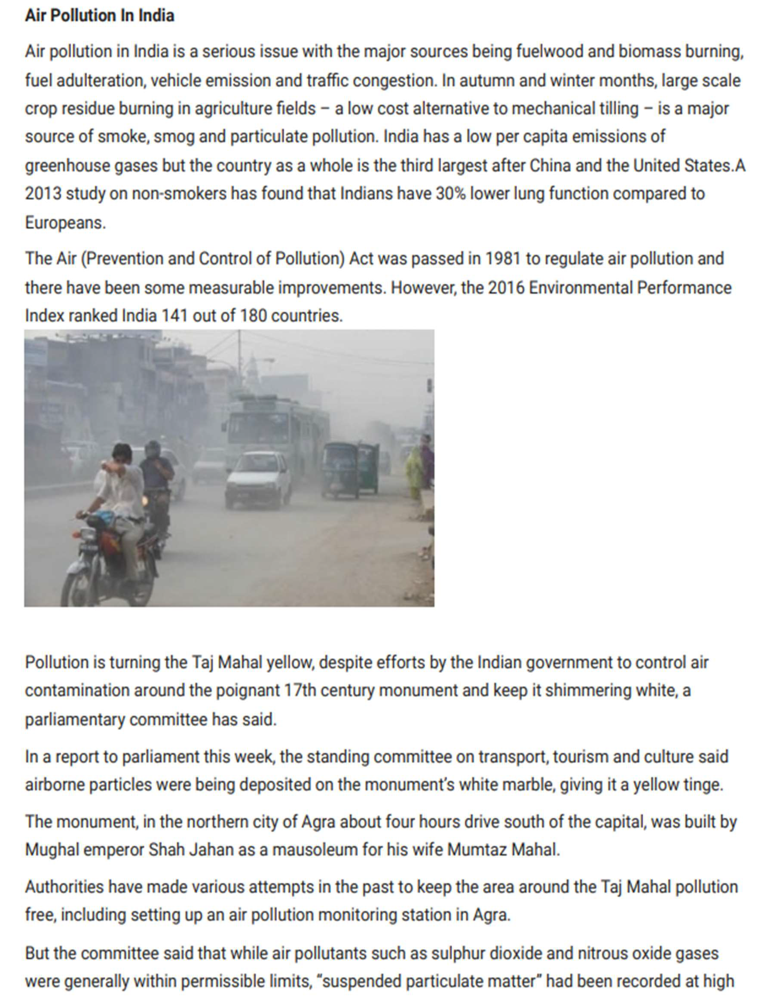 Air Pollution In India
Air pollution in India is a serious issue with the major sources being fuelwood and biomass burning,
fuel adulteration, vehicle emission and traffic congestion. In autumn and winter months, large scale
crop residue burning in agriculture fields – a low cost alternative to mechanical tilling – is a major
source of smoke, smog and particulate pollution. India has a low per capita emissions of
greenhouse gases but the country as a whole is the third largest after China and the United States.A
2013 study on non-smokers has found that Indians have 30% lower lung function compared to
Europeans.
The Air (Prevention and Control of Pollution) Act was passed in 1981 to regulate air pollution and
there have been some measurable improvements. However, the 2016 Environmental Performance
Index ranked India 141 out of 180 countries.
Pollution is turning the Taj Mahal yellow, despite efforts by the Indian government to control air
contamination around the poignant 17th century monument and keep it shimmering white, a
parliamentary committee has said.
In a report to parliament this week, the standing committee on transport, tourism and culture said
airborne particles were being deposited on the monument’s white marble, giving it a yellow tinge.
The monument, in the northern city of Agra about four hours drive south of the capital, was built by
Mughal emperor Shah Jahan as a mausoleum for his wife Mumtaz Mahal.
Authorities have made various attempts in the past to keep the area around the Taj Mahal pollution
free, including setting up an air pollution monitoring station in Agra.
But the committee said that while air pollutants such as sulphur dioxide and nitrous oxide gases
were generally within permissible limits, “suspended particulate matter” had been recorded at high